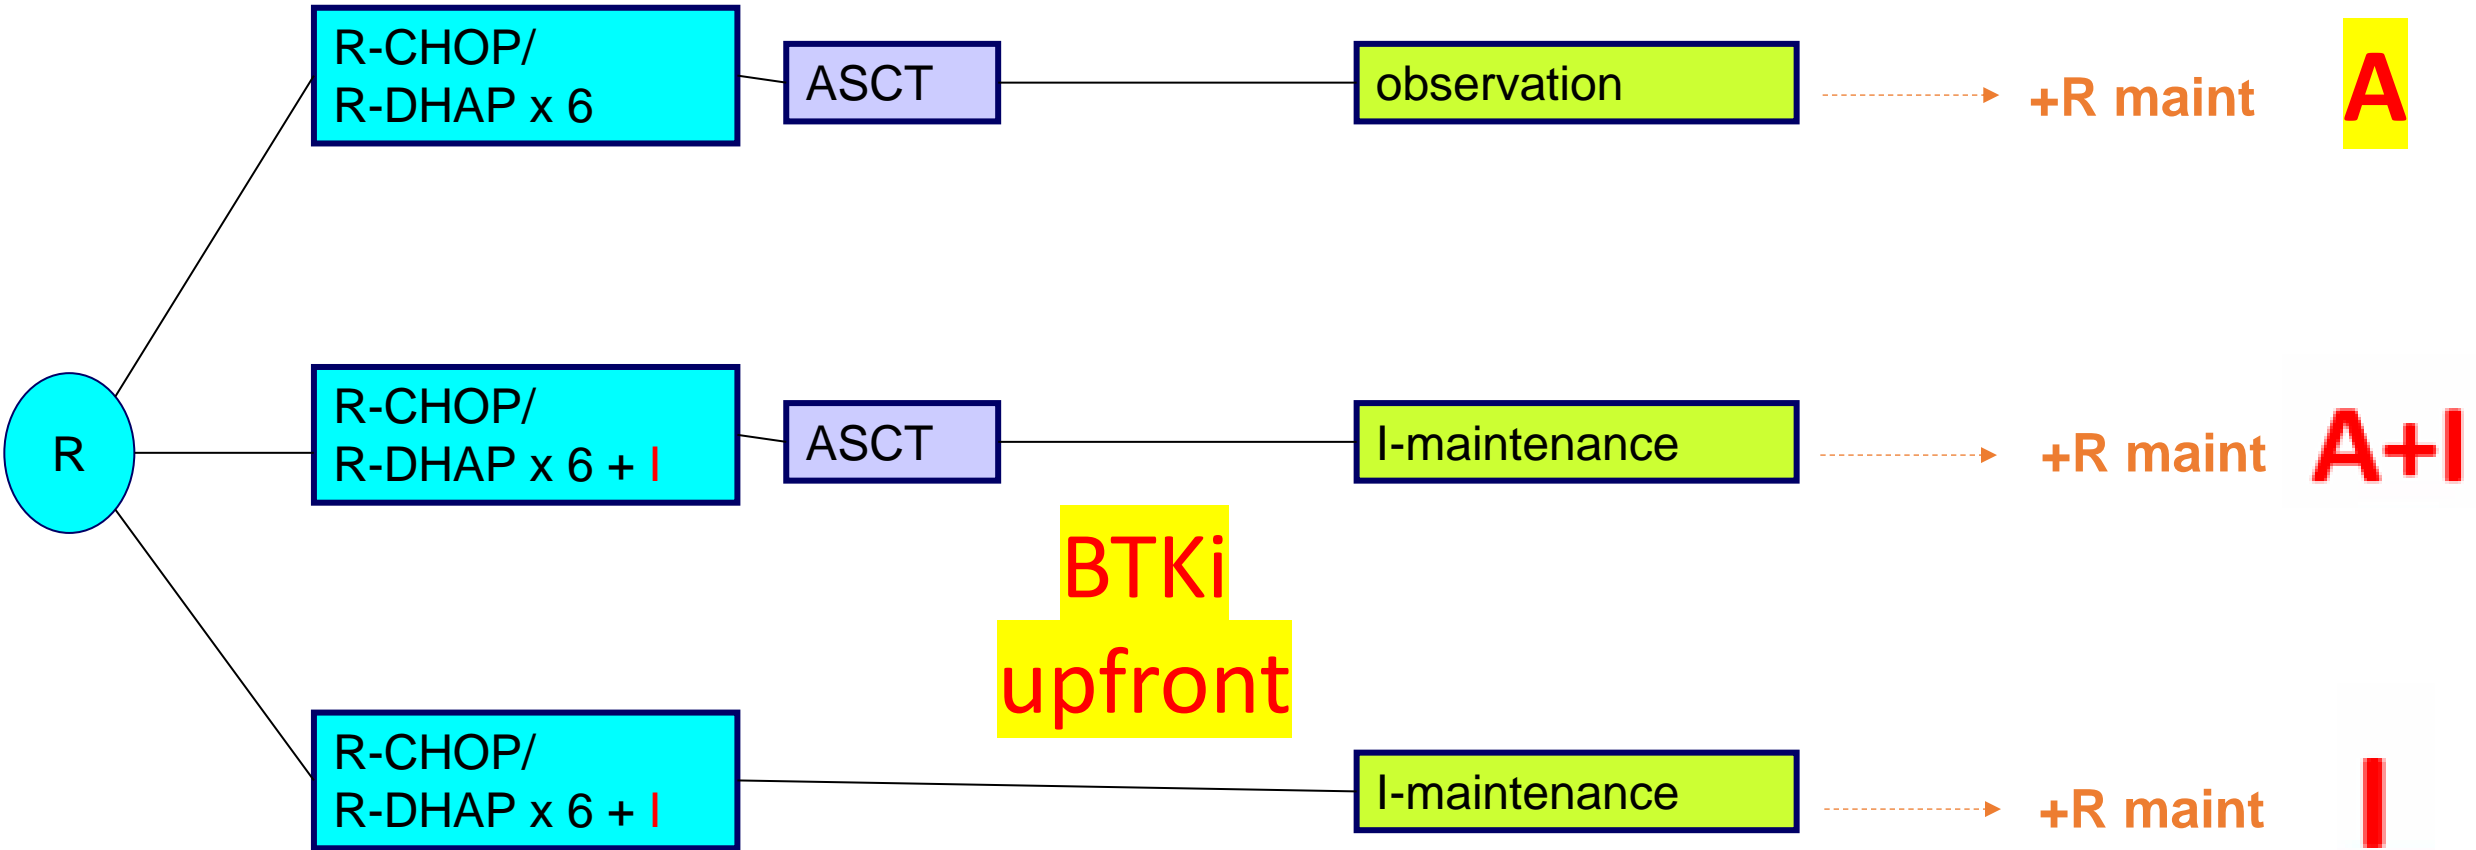 R-CHOP/
R-DHAP x 6
ASCT
observation
+R maint
A
R
R-CHOP/
R-DHAP x 6 + I
ASCT
I-maintenance
+R maint
A+I
BTKi
upfront
R-CHOP/
R-DHAP x 6 + I
I-maintenance
+R maint
I